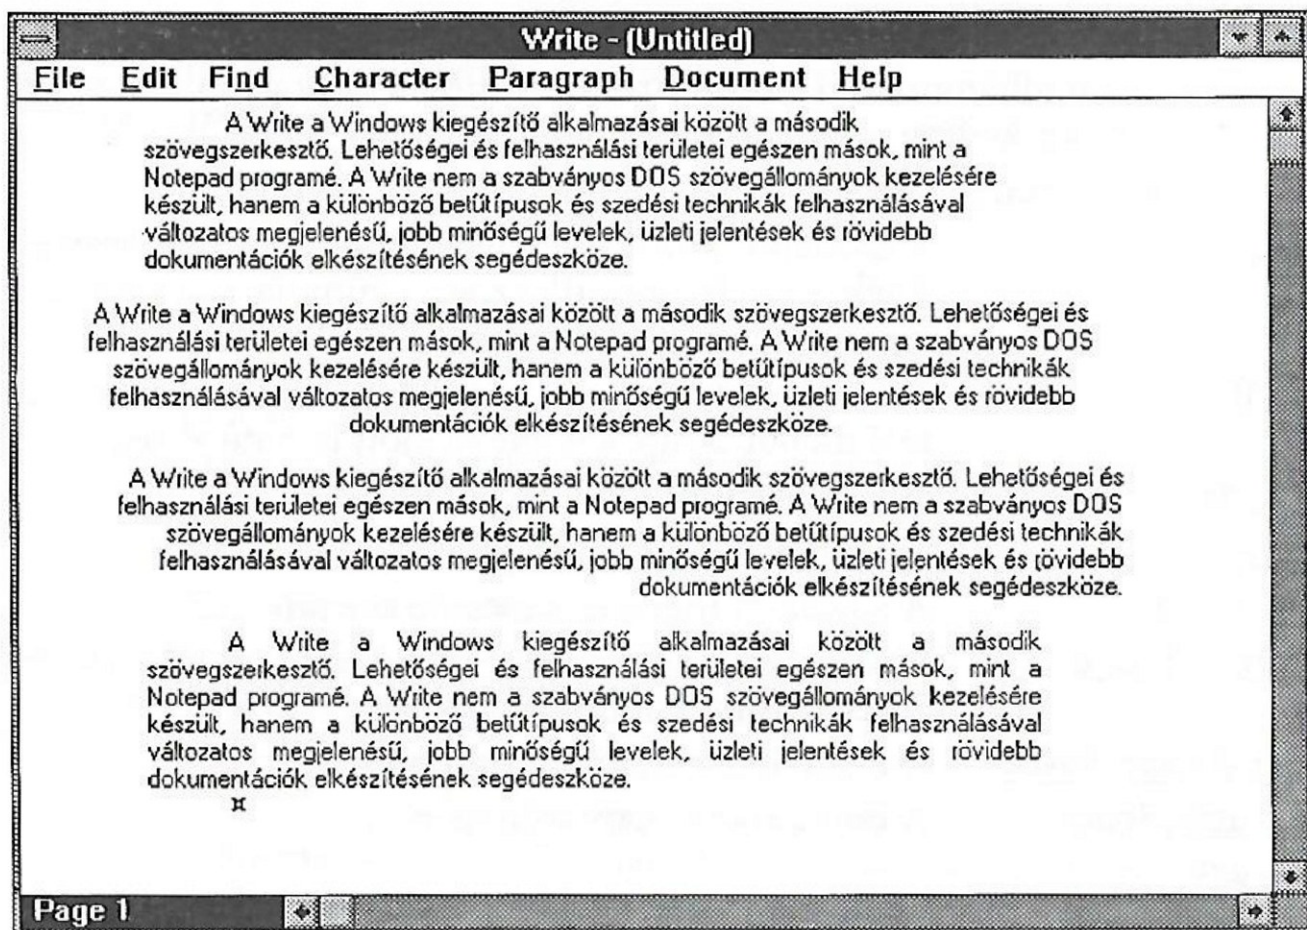 Write - (Untitled)
File Edit Find Character Paragraph Document Help
A Write a Windows kiegészítő alkalmazásai között a második
szövegszerkesztő. Lehetőségei és felhasználási területei egészen mások, mint a
Notepad programé. A Write nem a szabványos DOS szövegállományok kezelésére
készült, hanem a különböző betűtípusok és szedési technikák felhasználásával
változatos megjelenésű, jobb minőségű levelek, üzleti jelentések és rövidebb
dokumentációk elkészítésének segédeszköze.
A Write a Windows kiegészítő alkalmazásai között a második szövegszerkesztő. Lehetőségei és
felhasználási területei egészen mások, mint a Notepad programé. A Write nem a szabványos DOS
szövegállományok kezelésére készült, hanem a különböző betűtípusok és szedési technikák
felhasználásával változatos megjelenésű, jobb minőségű levelek, üzleti jelentések és rövidebb
dokumentációk elkészítésének segédeszköze.
A Write a Windows kiegészítő alkalmazásai között a második szövegszerkesztő. Lehetőségei és
felhasználási területei egészen mások, mint a Notepad programé. A Write nem a szabványos DOS
szövegállományok kezelésére készült, hanem a különböző betűtípusok és szedési technikák
felhasználásával változatos megjelenésű, jobb minőségű levelek, üzleti jelentések és rövidebb
dokumentációk elkészítésének segédeszköze.
A Write a Windows kiegészítő alkalmazásai között a második
szövegszerkesztő. Lehetőségei és felhasználási területei egészen mások, mint a
Notepad programé. A Write nem a szabványos DOS szövegállományok kezelésére
készült, hanem a különböző betűtípusok és szedési technikák felhasználásával
változatos megjelenésű, jobb minőségű levelek, üzleti jelentések és rövidebb
dokumentációk elkészítésének segédeszköze.
¤
Page 1